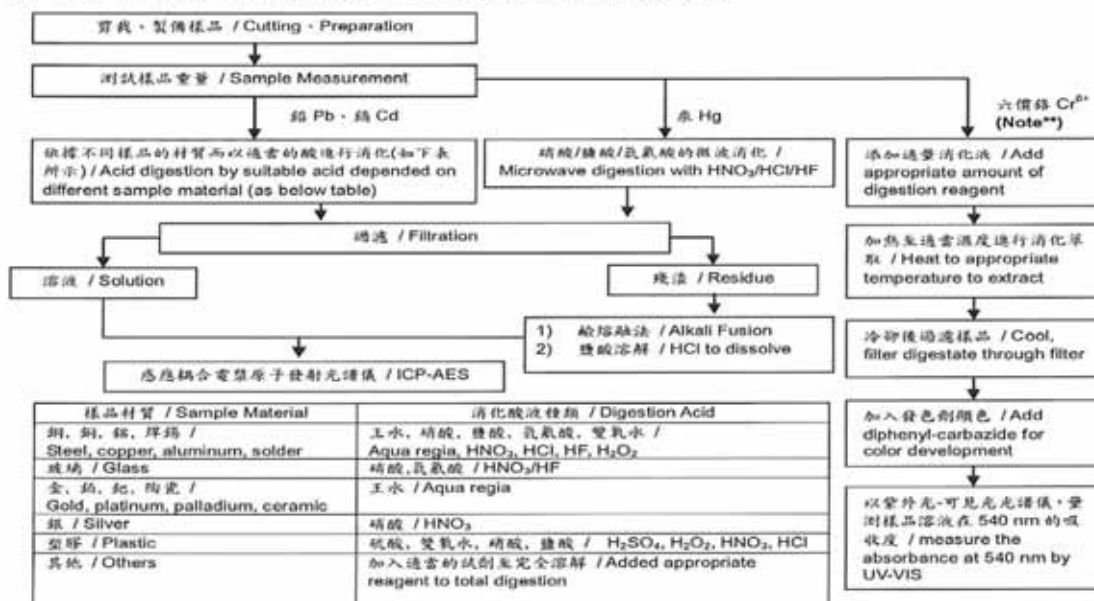 剪裁、製備樣品 / Cutting、Preparation
測試樣品重量 / Sample Measurement
鉛 Pb、鎘 Cd
汞 Hg
六價鉻 Cr⁶⁺
(Note**)
依據不同樣品的材質而以適當的酸進行消化(如下表
所示) / Acid digestion by suitable acid depended on
different sample material (as below table)
硝酸/鹽酸/氫氟酸的微波消化 /
Microwave digestion with HNO₃/HCl/HF
添加適量消化液 / Add
appropriate amount of
digestion reagent
過濾 / Filtration
加熱至適當溫度進行消化萃
取 / Heat to appropriate
temperature to extract
溶液 / Solution
殘渣 / Residue
1) 鹼熔融法 / Alkali Fusion
2) 鹽酸溶解 / HCl to dissolve
冷卻後過濾樣品 / Cool,
filter digestate through filter
感應耦合電漿原子發射光譜儀 / ICP-AES
加入發色劑顯色 / Add
diphenyl-carbazide for
color development
以紫外光-可見光光譜儀，量
測樣品溶液在 540 nm 的吸
收度 / measure the
absorbance at 540 nm by
UV-VIS
樣品材質 / Sample Material
消化酸液種類 / Digestion Acid
鋼, 銅, 鋁, 焊錫 /
Steel, copper, aluminum, solder
王水, 硝酸, 鹽酸, 氫氟酸, 雙氧水 /
Aqua regia, HNO₃, HCl, HF, H₂O₂
玻璃 / Glass
硝酸,氫氟酸 / HNO₃/HF
金, 鉑, 鈀, 陶瓷 /
Gold, platinum, palladium, ceramic
王水 / Aqua regia
銀 / Silver
硝酸 / HNO₃
塑膠 / Plastic
硫酸, 雙氧水, 硝酸, 鹽酸 / H₂SO₄, H₂O₂, HNO₃, HCl
其他 / Others
加入適當的試劑至完全溶解 / Added appropriate
reagent to total digestion